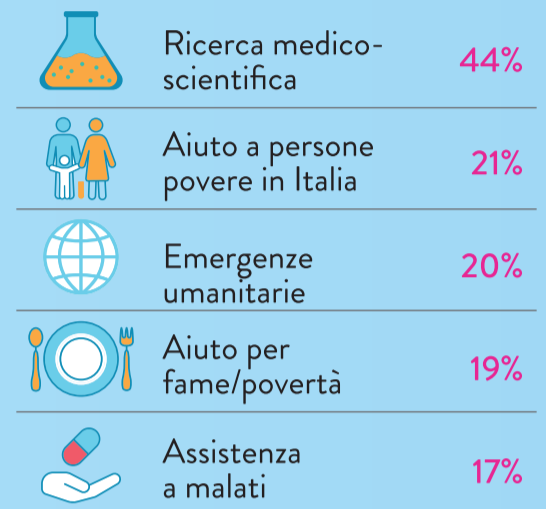 Ricerca medico-
scientifica
44%
Aiuto a persone
povere in Italia
21%
Emergenze
umanitarie
20%
Aiuto per
fame/povertà
19%
Assistenza
a malati
17%